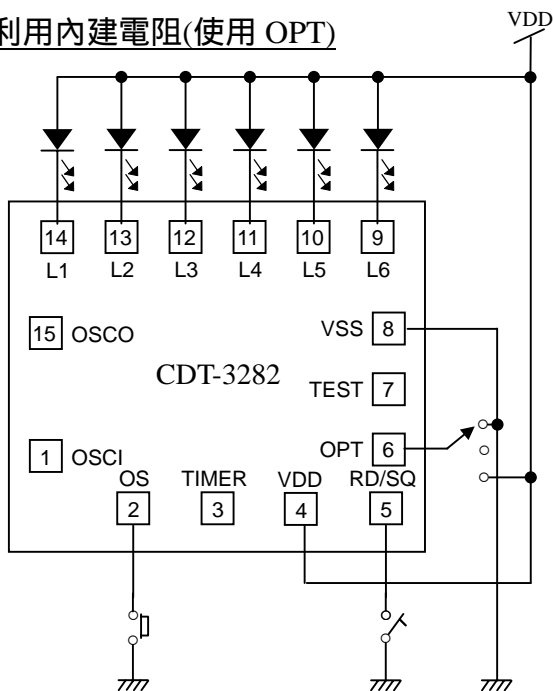 利用內建電阻(使用 OPT)
VDD
14 13 12 11 10 9
L1 L2 L3 L4 L5 L6
15 OSCO
VSS 8
CDT-3282
TEST 7
OPT 6
1 OSCI
OS TIMER VDD RD/SQ
2 3 4 5